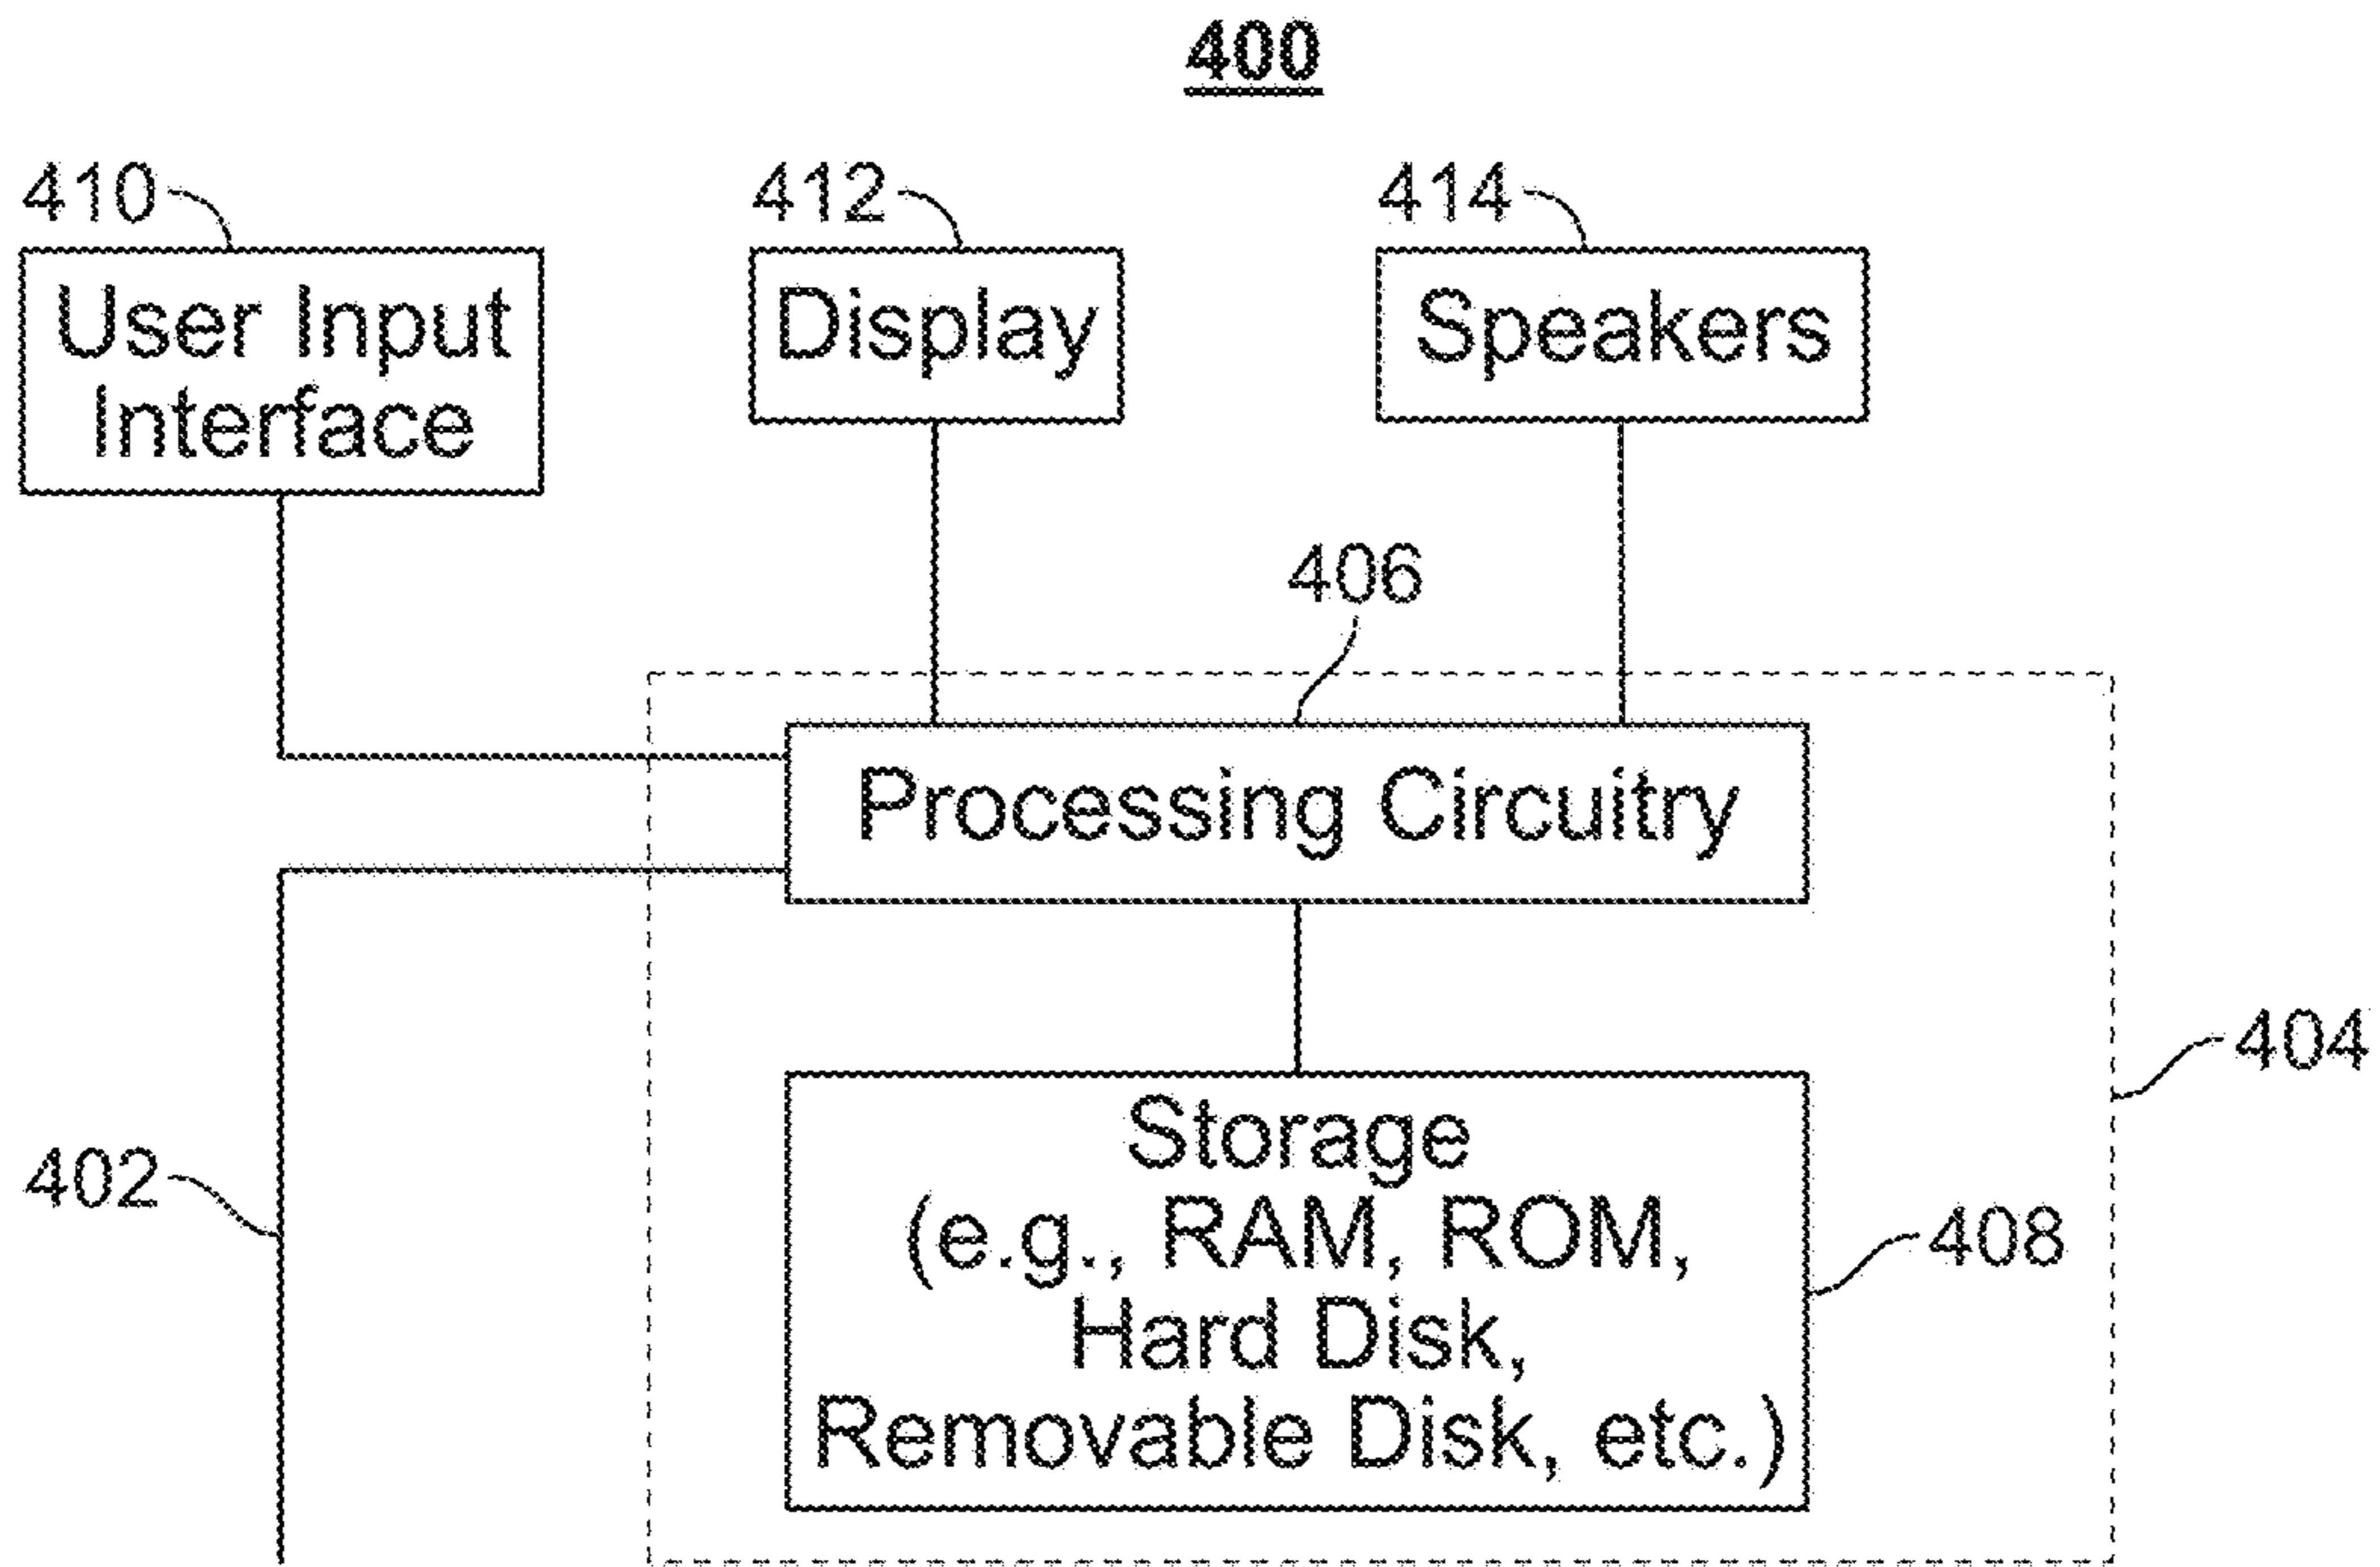 400
410
412
414
User Input
Interface
Display
Speakers
406
Processing Circuitry
404
402
Storage
(e.g., RAM, ROM,
Hard Disk,
Removable Disk, etc.)
408